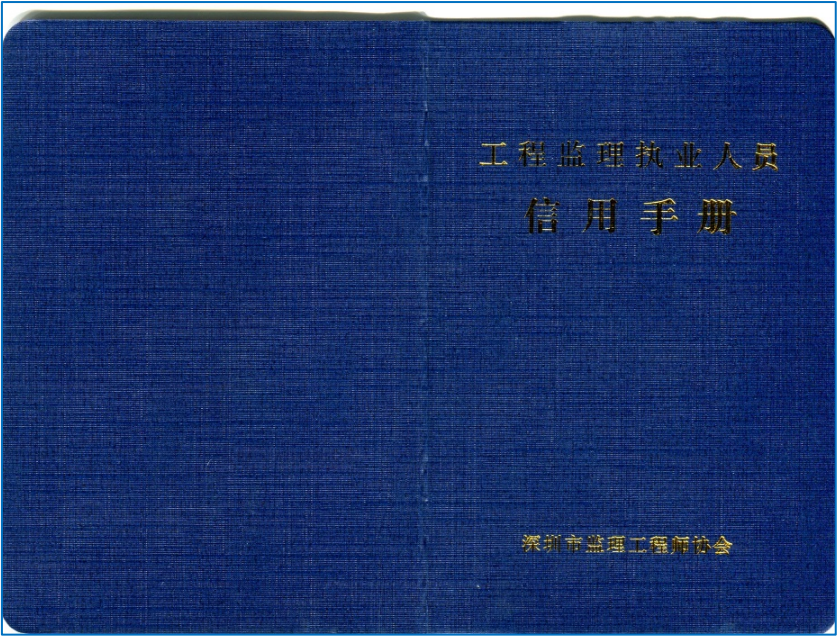 工程监理执业人员
信用手册
深圳市监理工程师协会